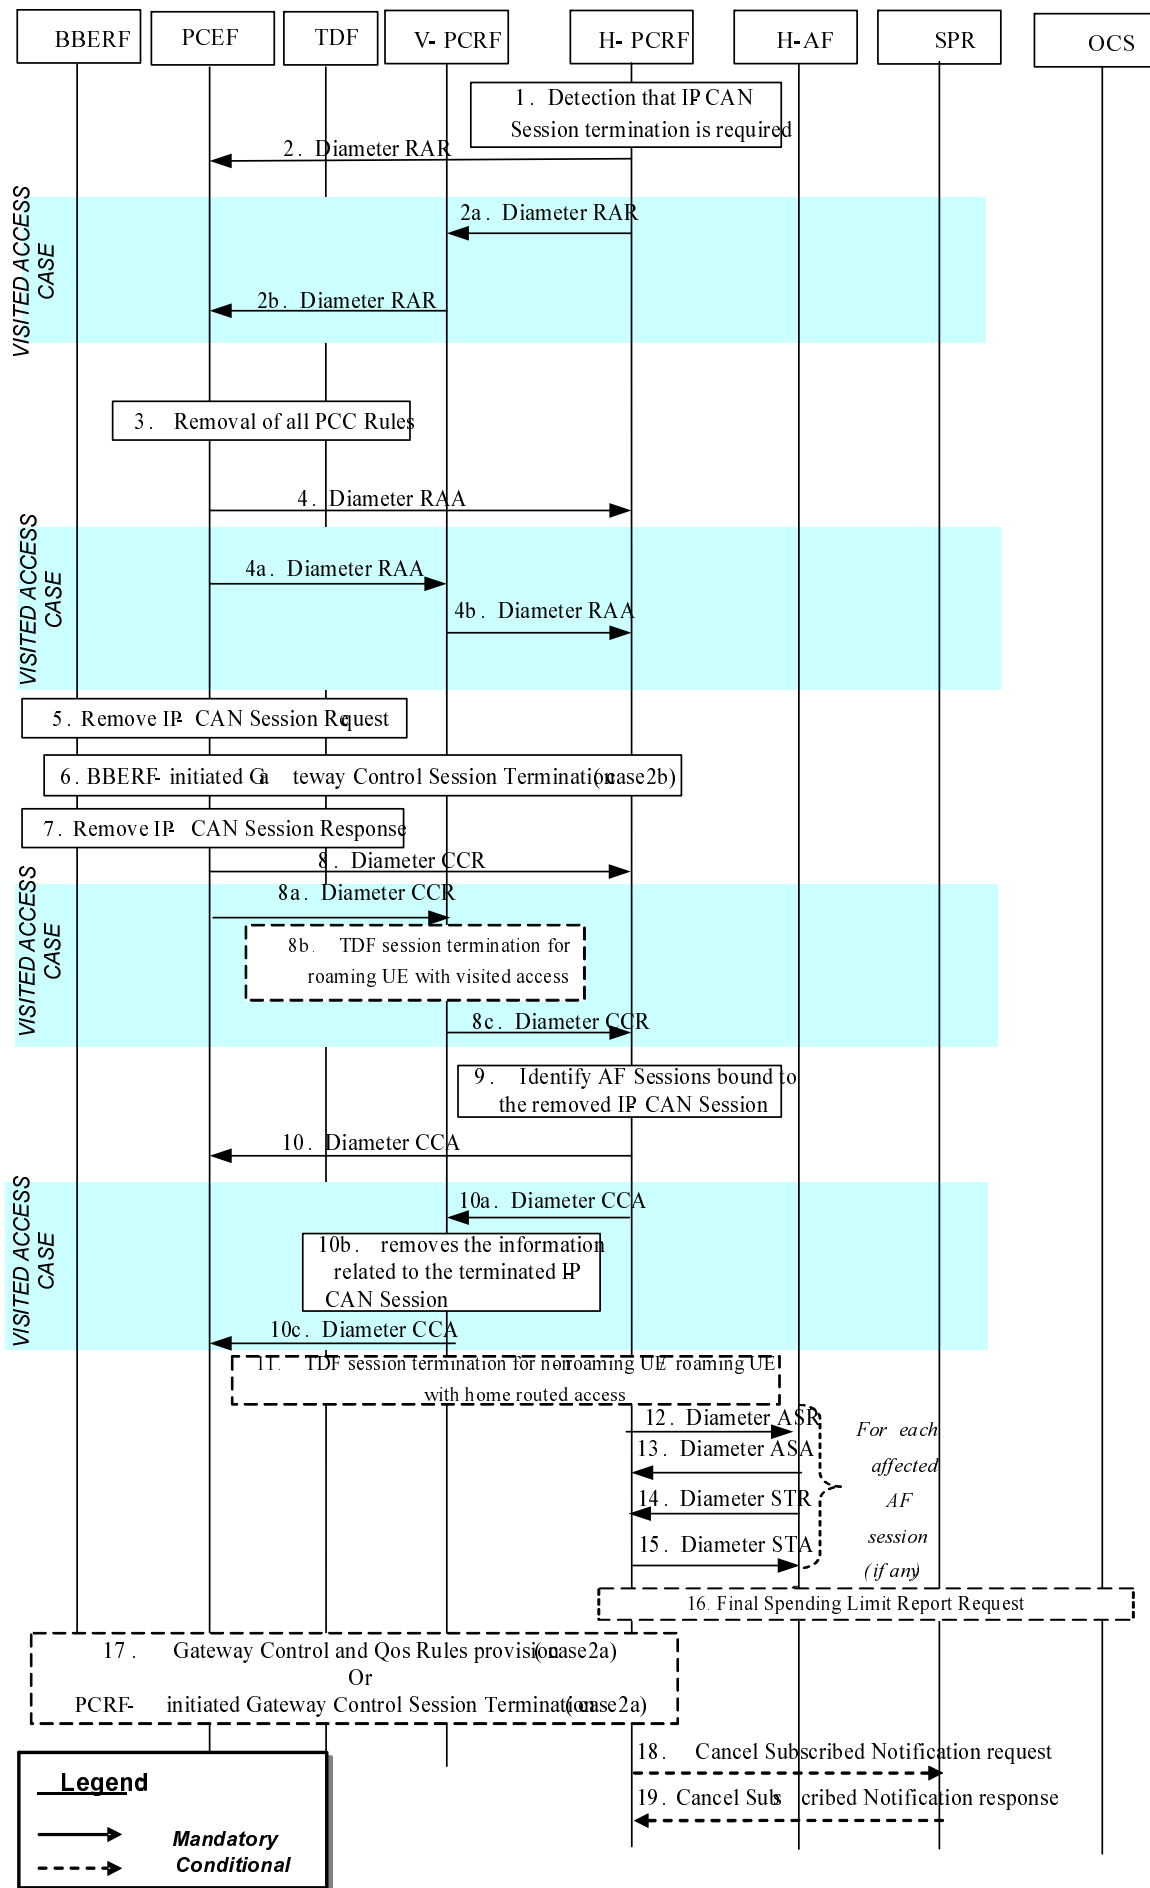 BBERF
PCEF
TDF
V- PCRF
H- PCRF
H-AF
SPR
OCS
1. Detection that IP-CAN
Session termination is required
2. Diameter RAR
VISITED ACCESS
CASE
2a. Diameter RAR
2b. Diameter RAR
3. Removal of all PCC Rules
4. Diameter RAA
VISITED ACCESS
CASE
4a. Diameter RAA
4b. Diameter RAA
5. Remove IP- CAN Session Request
6. BBERF- initiated Gateway Control Session Termination (case2b)
7. Remove IP- CAN Session Response
8. Diameter CCR
VISITED ACCESS
CASE
8a. Diameter CCR
8b. TDF session termination for
roaming UE with visited access
8c. Diameter CCR
9. Identify AF Sessions bound to
the removed IP-CAN Session
10. Diameter CCA
VISITED ACCESS
CASE
10a. Diameter CCA
10b. removes the information
related to the terminated IP-
CAN Session
10c. Diameter CCA
11. TDF session termination for non-roaming UE/ roaming UE
with home routed access
12. Diameter ASR
13. Diameter ASA
14. Diameter STR
15. Diameter STA
For each
affected
AF
session
(if any)
16. Final Spending Limit Report Request
17. Gateway Control and Qos Rules provision (case2a)
Or
PCRF- initiated Gateway Control Session Termination (case2a)
18. Cancel Subscribed Notification request
19. Cancel Subscribed Notification response
Legend
Mandatory
Conditional